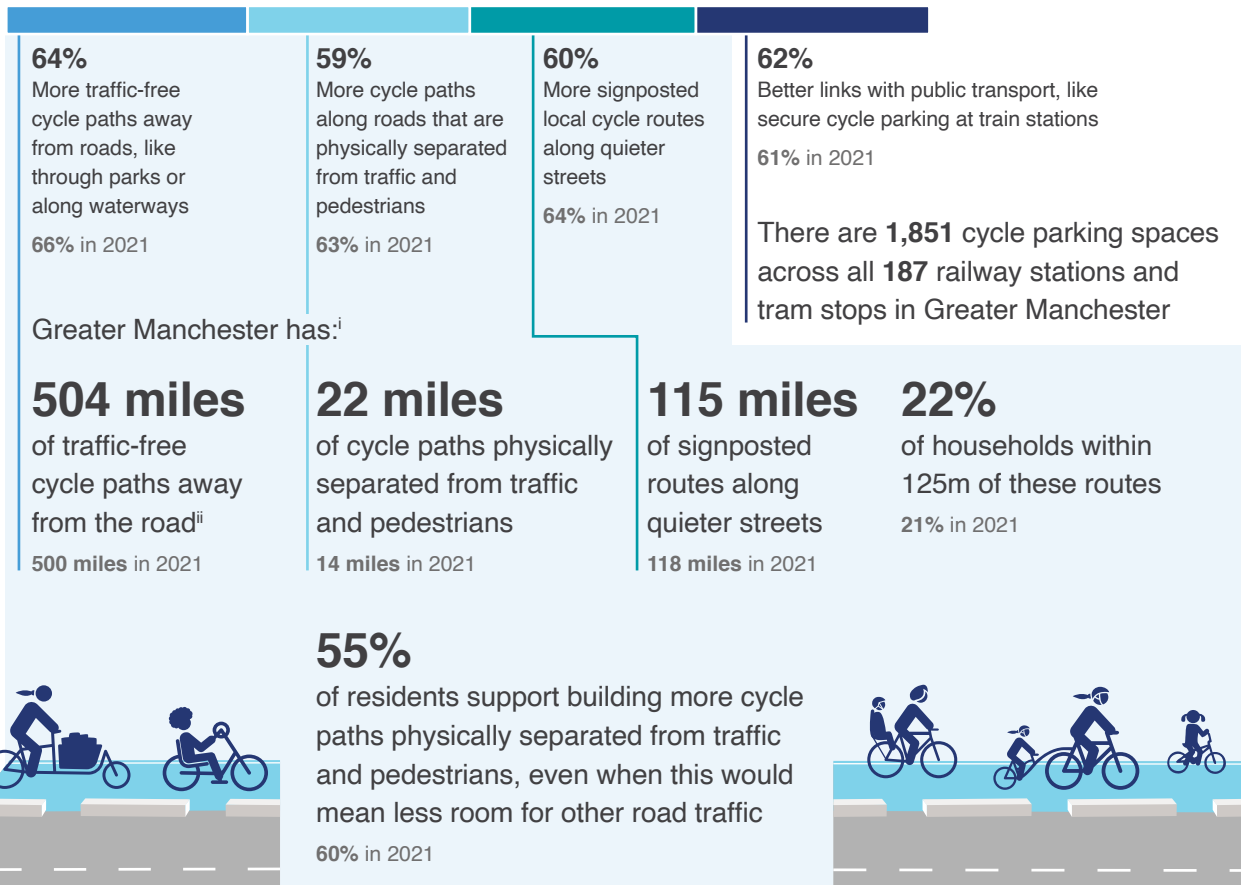 64%
More traffic-free
cycle paths away
from roads, like
through parks or
along waterways
66% in 2021
59%
More cycle paths
along roads that are
physically separated
from traffic and
pedestrians
63% in 2021
60%
More signposted
local cycle routes
along quieter
streets
64% in 2021
62%
Better links with public transport, like
secure cycle parking at train stations
61% in 2021
There are 1,851 cycle parking spaces
across all 187 railway stations and
tram stops in Greater Manchester
Greater Manchester has:i
504 miles
of traffic-free
cycle paths away
from the roadii
500 miles in 2021
22 miles
of cycle paths physically
separated from traffic
and pedestrians
14 miles in 2021
115 miles
of signposted
routes along
quieter streets
118 miles in 2021
22%
of households within
125m of these routes
21% in 2021
55%
of residents support building more cycle
paths physically separated from traffic
and pedestrians, even when this would
mean less room for other road traffic
60% in 2021